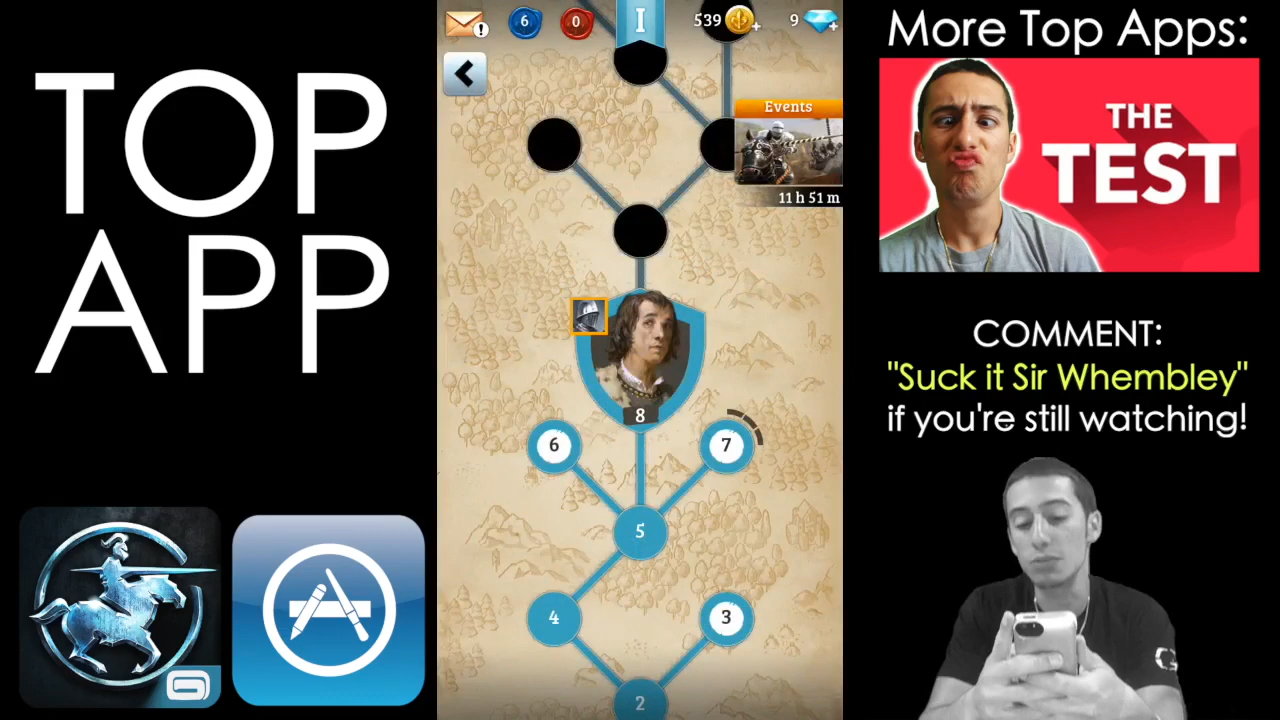 TOP
APP
6
0
I
539
9
Events
11 h 51 m
8
6
7
5
4
3
2
More Top Apps:
THE
TEST
COMMENT:
"Suck it Sir Whembley"
if you're still watching!